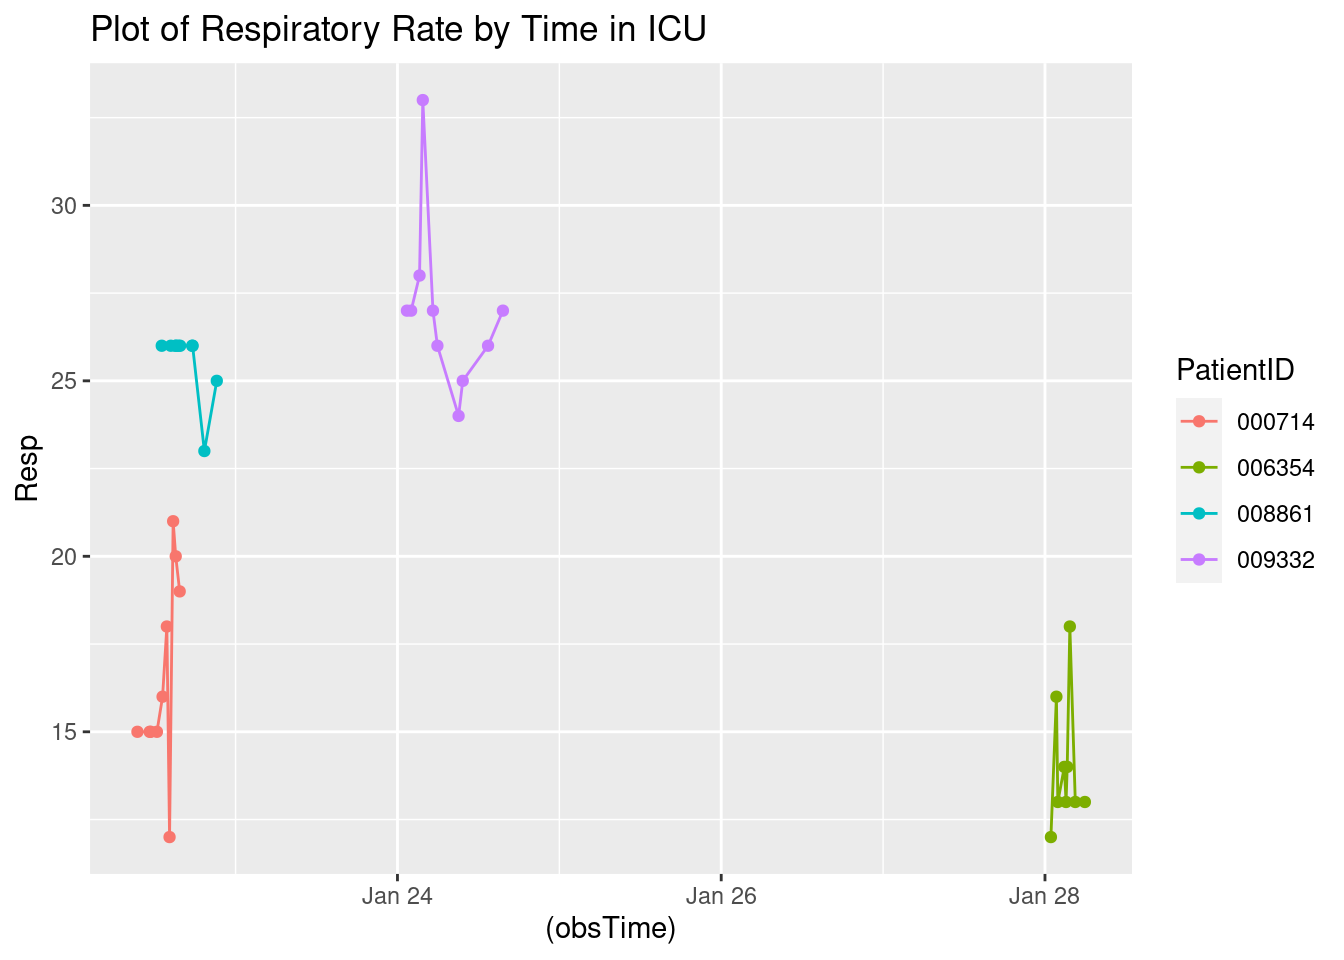 Plot of Respiratory Rate by Time in ICU
Resp
30
25
20
15
Jan 24
Jan 26
Jan 28
(obsTime)
PatientID
000714
006354
008861
009332